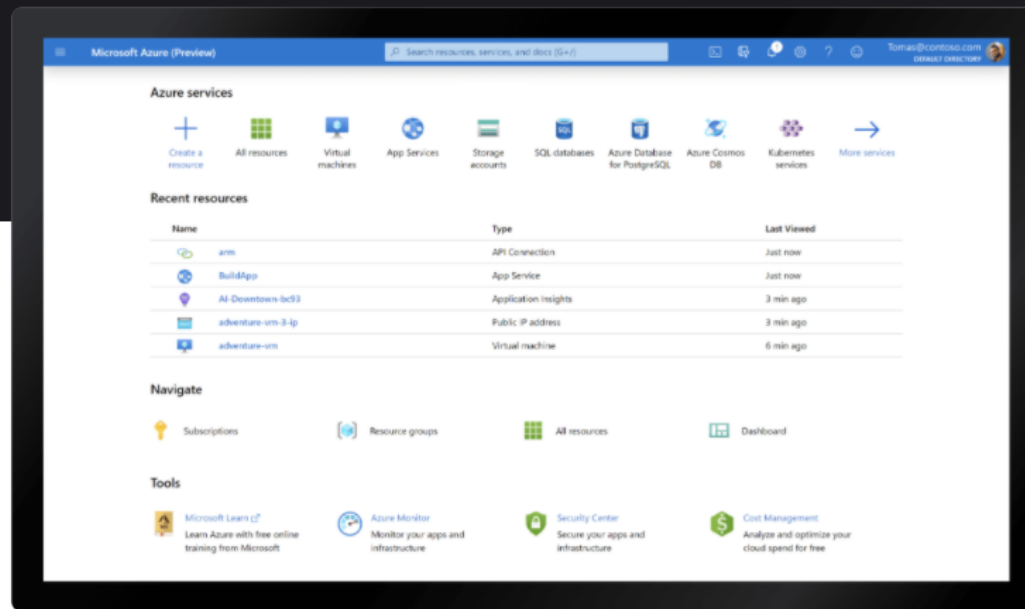 Microsoft Azure (Preview)
Search resources, services, and docs (G+/)
1
Tomas@contoso.com
DEFAULT DIRECTORY
Azure services
Create a
resource
All resources
Virtual
machines
App Services
Storage
accounts
SQL
SQL databases
Azure Database
for PostgreSQL
Azure Cosmos
DB
Kubernetes
services
More services
Recent resources
Name Type Last Viewed
arm API Connection Just now
BuildApp App Service Just now
AI-Downtown-bc93 Application Insights 3 min ago
adventure-vm-3-ip Public IP address 3 min ago
adventure-vm Virtual machine 6 min ago
Navigate
Subscriptions Resource groups All resources Dashboard
Tools
Microsoft Learn
Learn Azure with free online
training from Microsoft
Azure Monitor
Monitor your apps and
infrastructure
Security Center
Secure your apps and
infrastructure
Cost Management
Analyze and optimize your
cloud spend for free